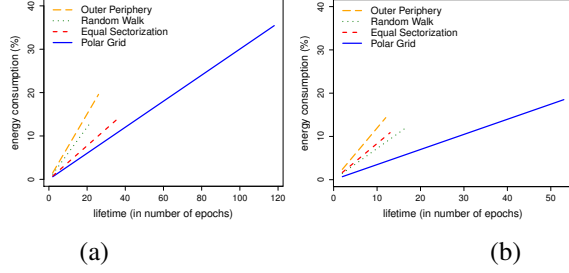 Outer Periphery
Random Walk
Equal Sectorization
Polar Grid
energy consumption (%)
0 10 20 30 40
0 20 40 60 80 100 120
lifetime (in number of epochs)
(a)
Outer Periphery
Random Walk
Equal Sectorization
Polar Grid
energy consumption (%)
0 10 20 30 40
0 10 20 30 40 50
lifetime (in number of epochs)
(b)